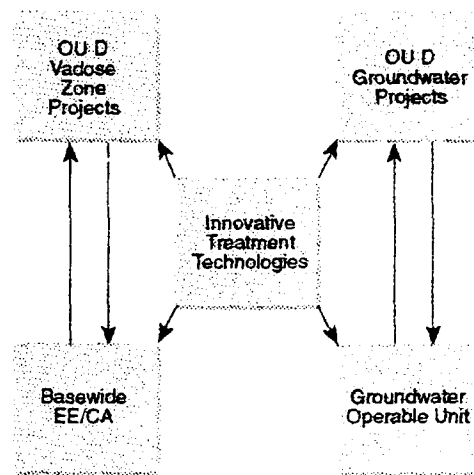 OU D
Vadose
Zone
Projects
OU D
Groundwater
Projects
Innovative
Treatment
Technologies
Basewide
EE/CA
Groundwater
Operable Unit